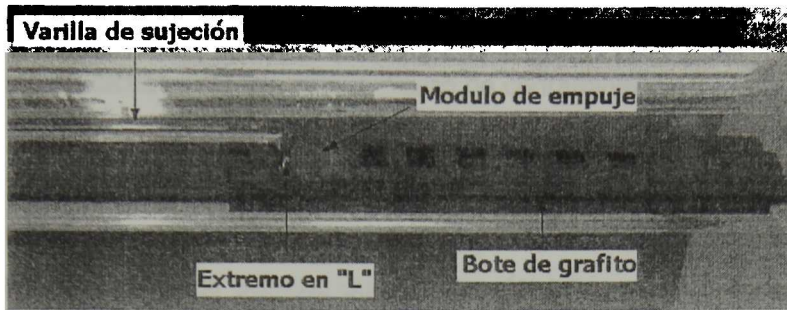 Varilla de sujeción
Modulo de empuje
Extremo en "L"
Bote de grafito